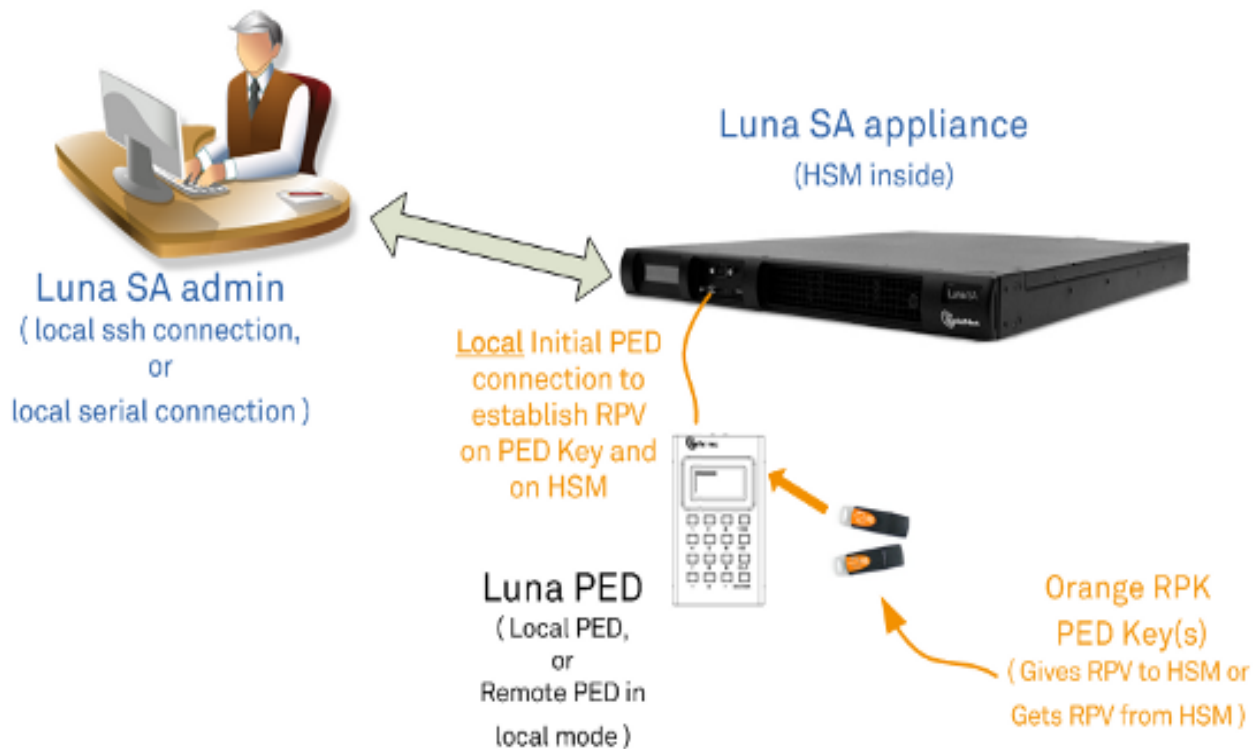 Luna SA appliance
(HSM inside)
Luna SA admin
( local ssh connection,
or
local serial connection )
Local Initial PED
connection to
establish RPV
on PED Key and
on HSM
Luna PED
( Local PED,
or
Remote PED in
local mode )
Orange RPK
PED Key(s)
( Gives RPV to HSM or
Gets RPV from HSM )
Luna SA